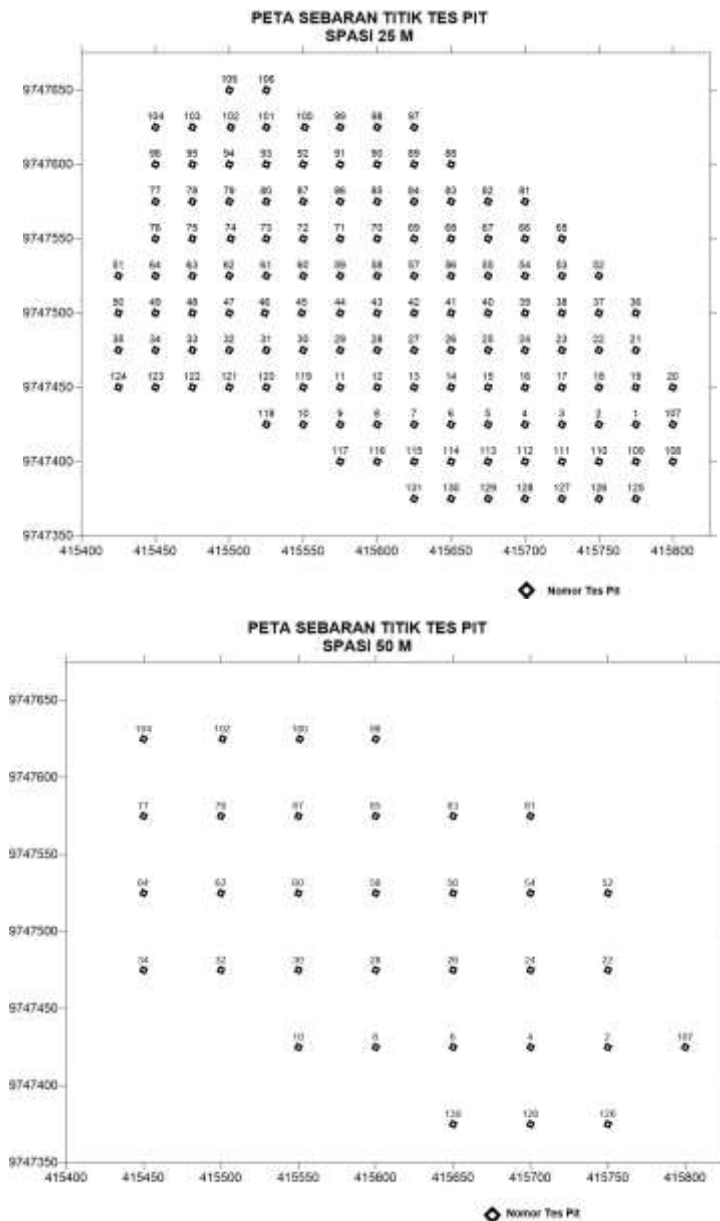 PETA SEBARAN TITIK TES PIT
SPASI 25 M
9747650
105 106
104 103 102 101 100 99 98 97
9747600
96 95 94 93 92 91 90 89 88
77 78 79 80 87 86 85 84 83 82 81
9747550
76 75 74 73 72 71 70 69 68 67 66 65
51 64 63 62 61 60 59 58 57 56 55 54 53 52
9747500
50 49 48 47 46 45 44 43 42 41 40 39 38 37 36
35 34 33 32 31 30 29 28 27 26 25 24 23 22 21
9747450
124 123 122 121 120 119 11 12 13 14 15 16 17 18 19 20
118 10 9 8 7 6 5 4 3 2 1 107
9747400
117 116 115 114 113 112 111 110 109 108
131 130 129 128 127 126 125
9747350
415400 415450 415500 415550 415600 415650 415700 415750 415800
Nomor Tes Pit
PETA SEBARAN TITIK TES PIT
SPASI 50 M
9747650
104 102 100 98
9747600
77 79 87 85 83 81
9747550
64 62 60 58 56 54 52
9747500
34 32 30 28 26 24 22
9747450
10 8 6 4 2 107
9747400
130 128 126
9747350
415400 415450 415500 415550 415600 415650 415700 415750 415800
Nomor Tes Pit